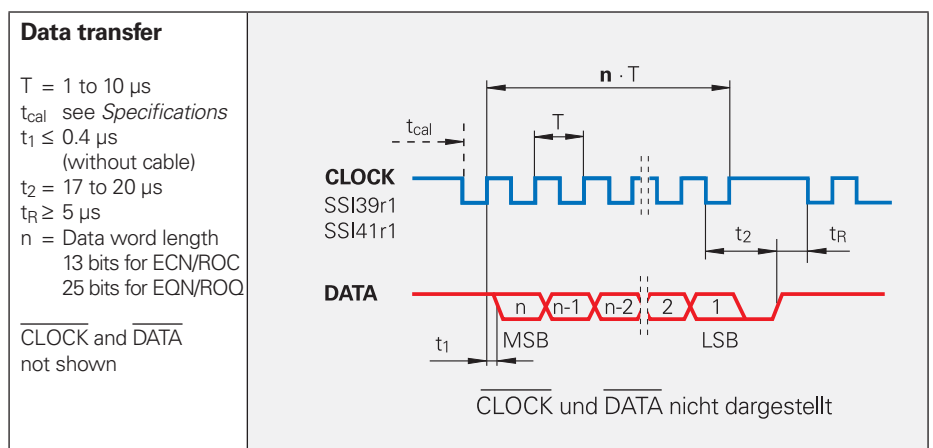 Data transfer
T = 1 to 10 µs
tcal see Specifications
t1 ≤ 0.4 µs
(without cable)
t2 = 17 to 20 µs
tR ≥ 5 µs
n = Data word length
13 bits for ECN/ROC
25 bits for EQN/ROQ
CLOCK and DATA
not shown
n · T
tcal
T
CLOCK
SSI39r1
SSI41r1
t2
tR
DATA
n
n-1
n-2
2
1
t1
MSB
LSB
CLOCK und DATA nicht dargestellt